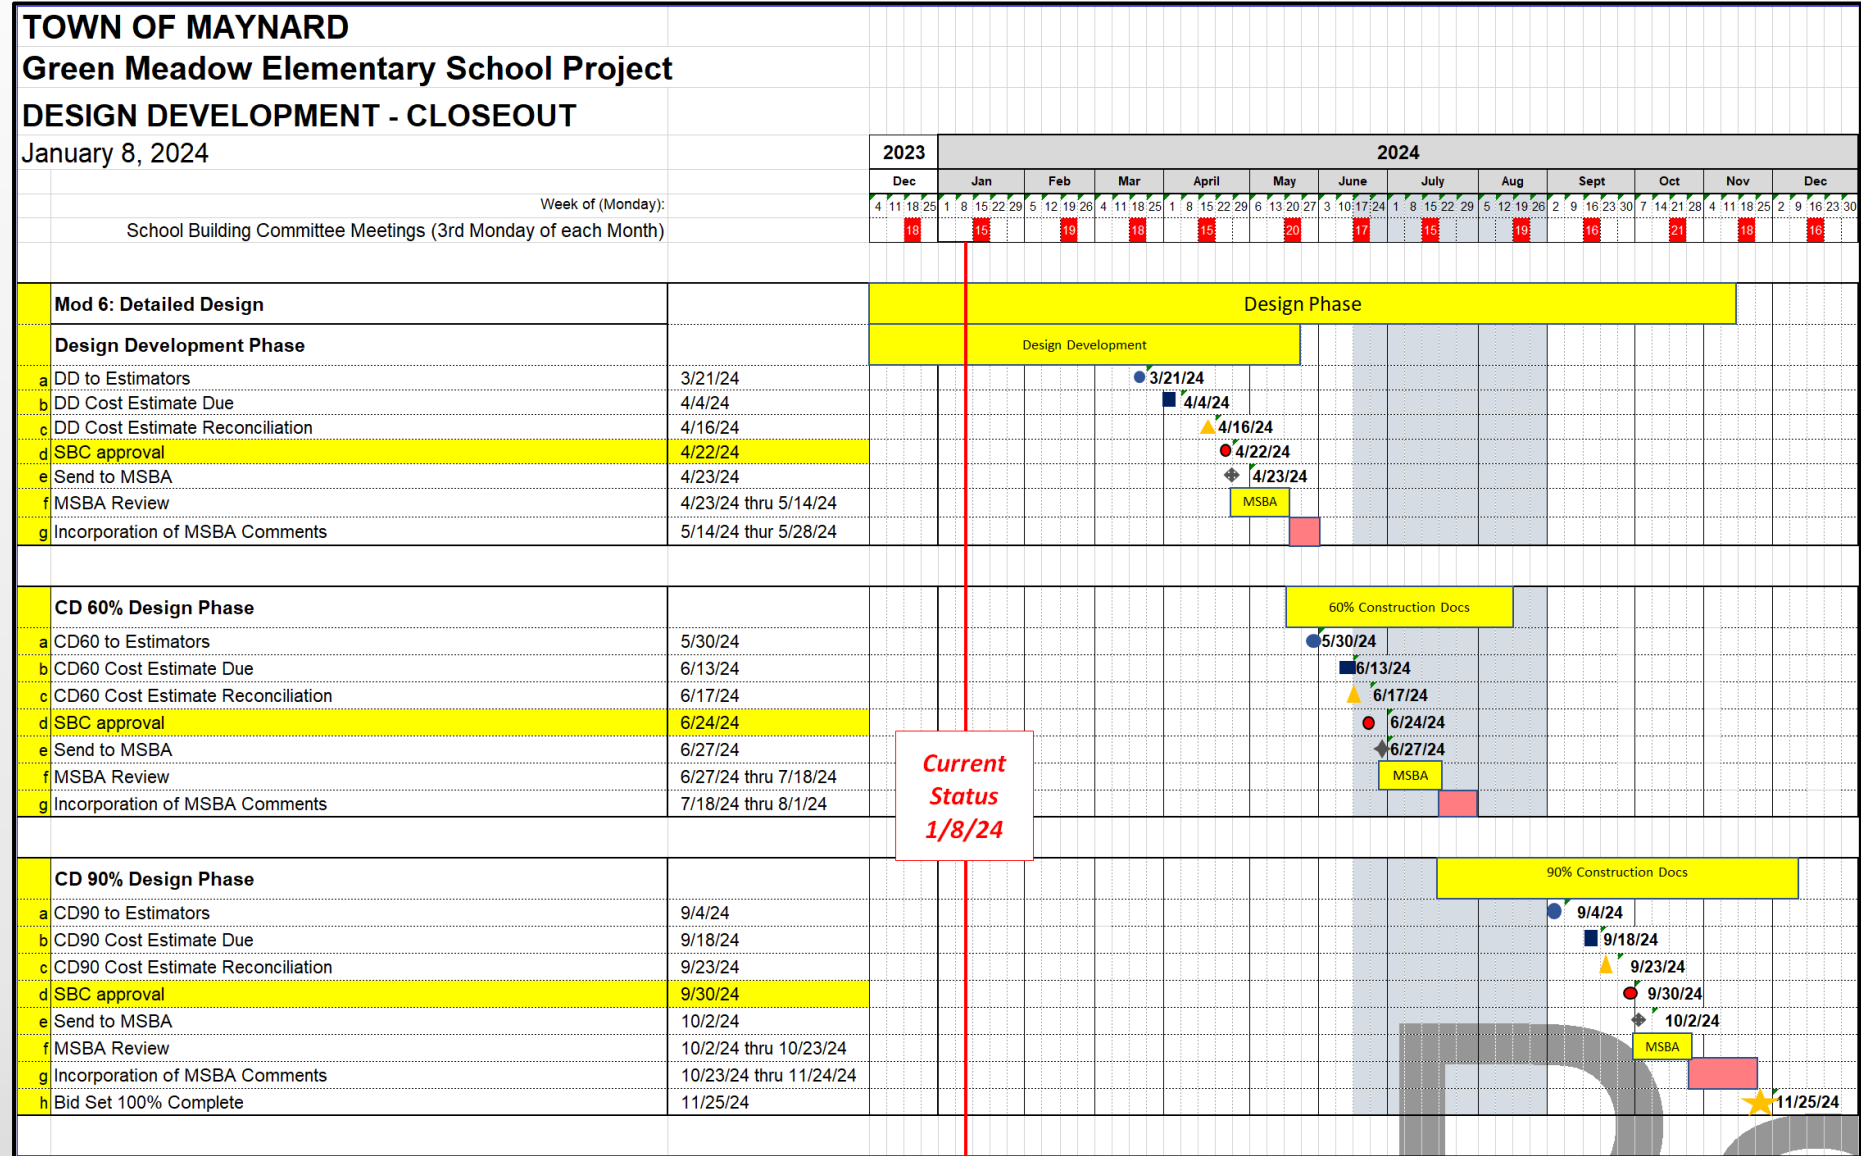 TOWN OF MAYNARD
Green Meadow Elementary School Project
DESIGN DEVELOPMENT - CLOSEOUT
January 8, 2024
2023 2024
Dec Jan Feb Mar April May June July Aug Sept Oct Nov Dec
Week of (Monday): 4 11 18 25 1 8 15 22 29 5 12 19 26 4 11 18 25 1 8 15 22 29 6 13 20 27 3 10 17 24 1 8 15 22 29 5 12 19 26 2 9 16 23 30 7 14 21 28 4 11 18 25 2 9 16 23 30
School Building Committee Meetings (3rd Monday of each Month) 18 15 19 18 15 20 17 15 19 16 21 18 16
Mod 6: Detailed Design Design Phase
Design Development Phase Design Development
a DD to Estimators 3/21/24 3/21/24
b DD Cost Estimate Due 4/4/24 4/4/24
c DD Cost Estimate Reconciliation 4/16/24 4/16/24
d SBC approval 4/22/24 4/22/24
e Send to MSBA 4/23/24 4/23/24
f MSBA Review 4/23/24 thru 5/14/24 MSBA
g Incorporation of MSBA Comments 5/14/24 thur 5/28/24
CD 60% Design Phase 60% Construction Docs
a CD60 to Estimators 5/30/24 5/30/24
b CD60 Cost Estimate Due 6/13/24 6/13/24
c CD60 Cost Estimate Reconciliation 6/17/24 6/17/24
d SBC approval 6/24/24 6/24/24
e Send to MSBA 6/27/24 6/27/24
f MSBA Review 6/27/24 thru 7/18/24 MSBA
g Incorporation of MSBA Comments 7/18/24 thru 8/1/24
Current
Status
1/8/24
CD 90% Design Phase 90% Construction Docs
a CD90 to Estimators 9/4/24 9/4/24
b CD90 Cost Estimate Due 9/18/24 9/18/24
c CD90 Cost Estimate Reconciliation 9/23/24 9/23/24
d SBC approval 9/30/24 9/30/24
e Send to MSBA 10/2/24 10/2/24
f MSBA Review 10/2/24 thru 10/23/24 MSBA
g Incorporation of MSBA Comments 10/23/24 thru 11/24/24
h Bid Set 100% Complete 11/25/24 11/25/24